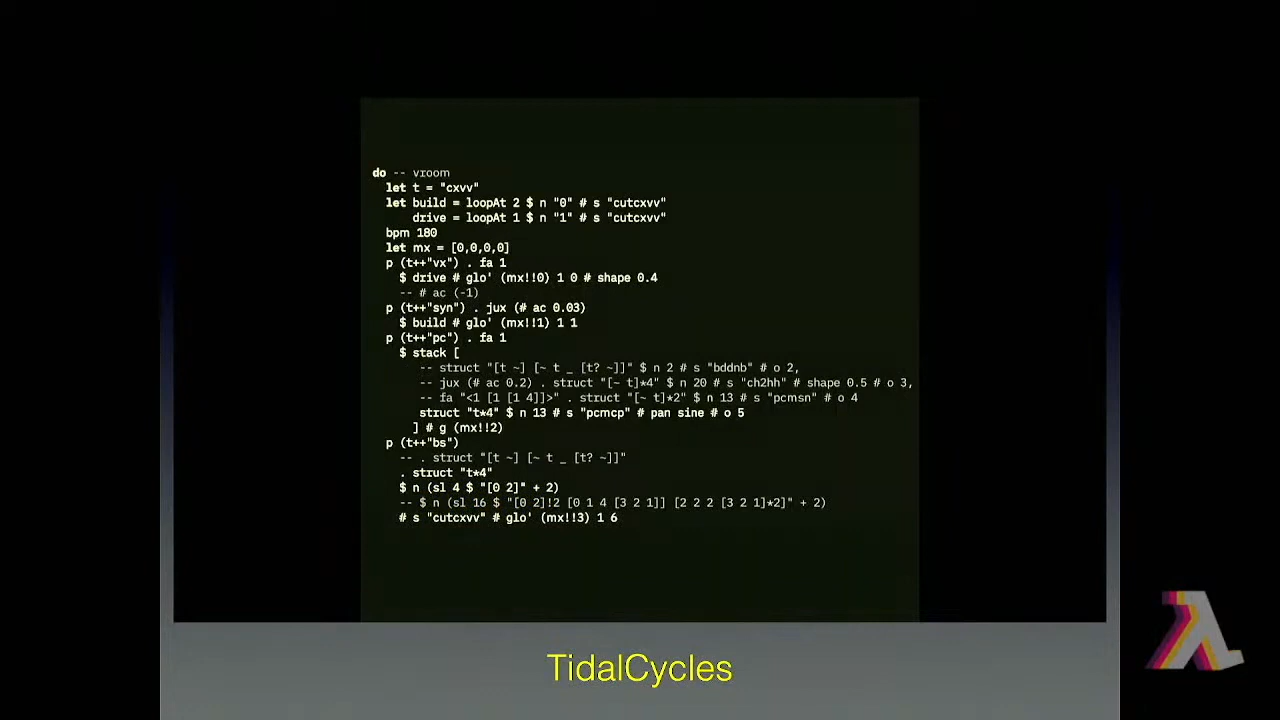 do -- vroom
  let t = "cxvv"
  let build = loopAt 2 $ n "0" # s "cutcxvv"
      drive = loopAt 1 $ n "1" # s "cutcxvv"
  bpm 180
  let mx = [0,0,0,0]
  p (t++"vx") . fa 1
    $ drive # glo' (mx!!0) 1 0 # shape 0.4
    -- # ac (-1)
  p (t++"syn") . jux (# ac 0.03)
    $ build # glo' (mx!!1) 1 1
  p (t++"pc") . fa 1
    $ stack [
       -- struct "[t ~] [~ t _ [t? ~]]" $ n 2 # s "bddnb" # o 2,
       -- jux (# ac 0.2) . struct "[~ t]*4" $ n 20 # s "ch2hh" # shape 0.5 # o 3,
       -- fa "<1 [1 [1 4]]>" . struct "[~ t]*2" $ n 13 # s "pcmsn" # o 4
       struct "t*4" $ n 13 # s "pcmcp" # pan sine # o 5
      ] # g (mx!!2)
  p (t++"bs")
    -- . struct "[t ~] [~ t _ [t? ~]]"
    . struct "t*4"
    $ n (sl 4 $ "[0 2]" + 2)
    -- $ n (sl 16 $ "[0 2]!2 [0 1 4 [3 2 1]] [2 2 2 [3 2 1]*2]" + 2)
    # s "cutcxvv" # glo' (mx!!3) 1 6
TidalCycles